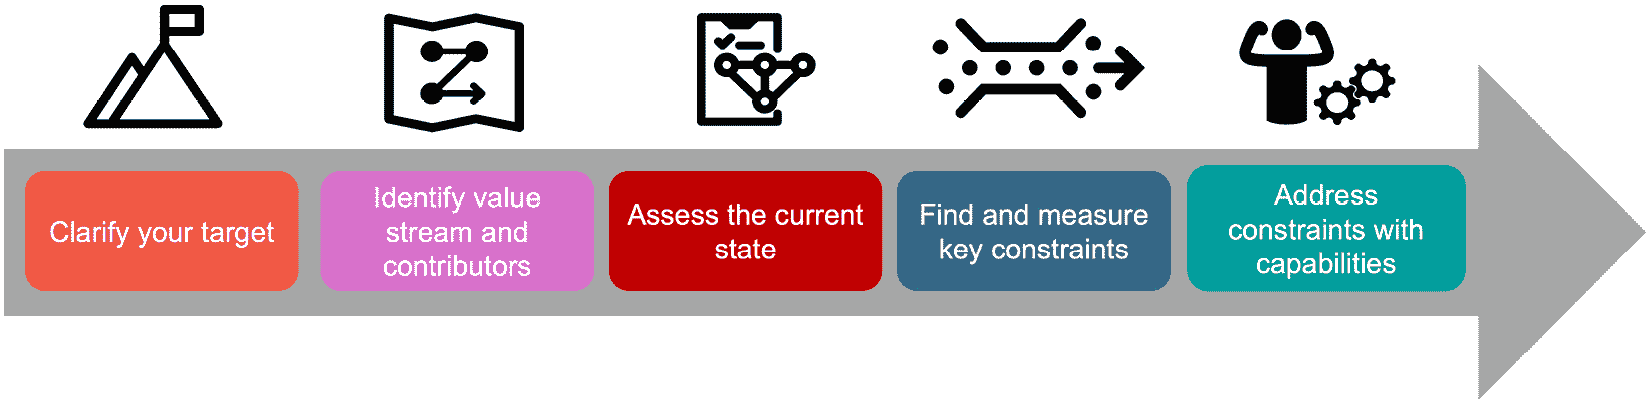 Clarify your target
Identify value
stream and
contributors
Assess the current
state
Find and measure
key constraints
Address
constraints with
capabilities